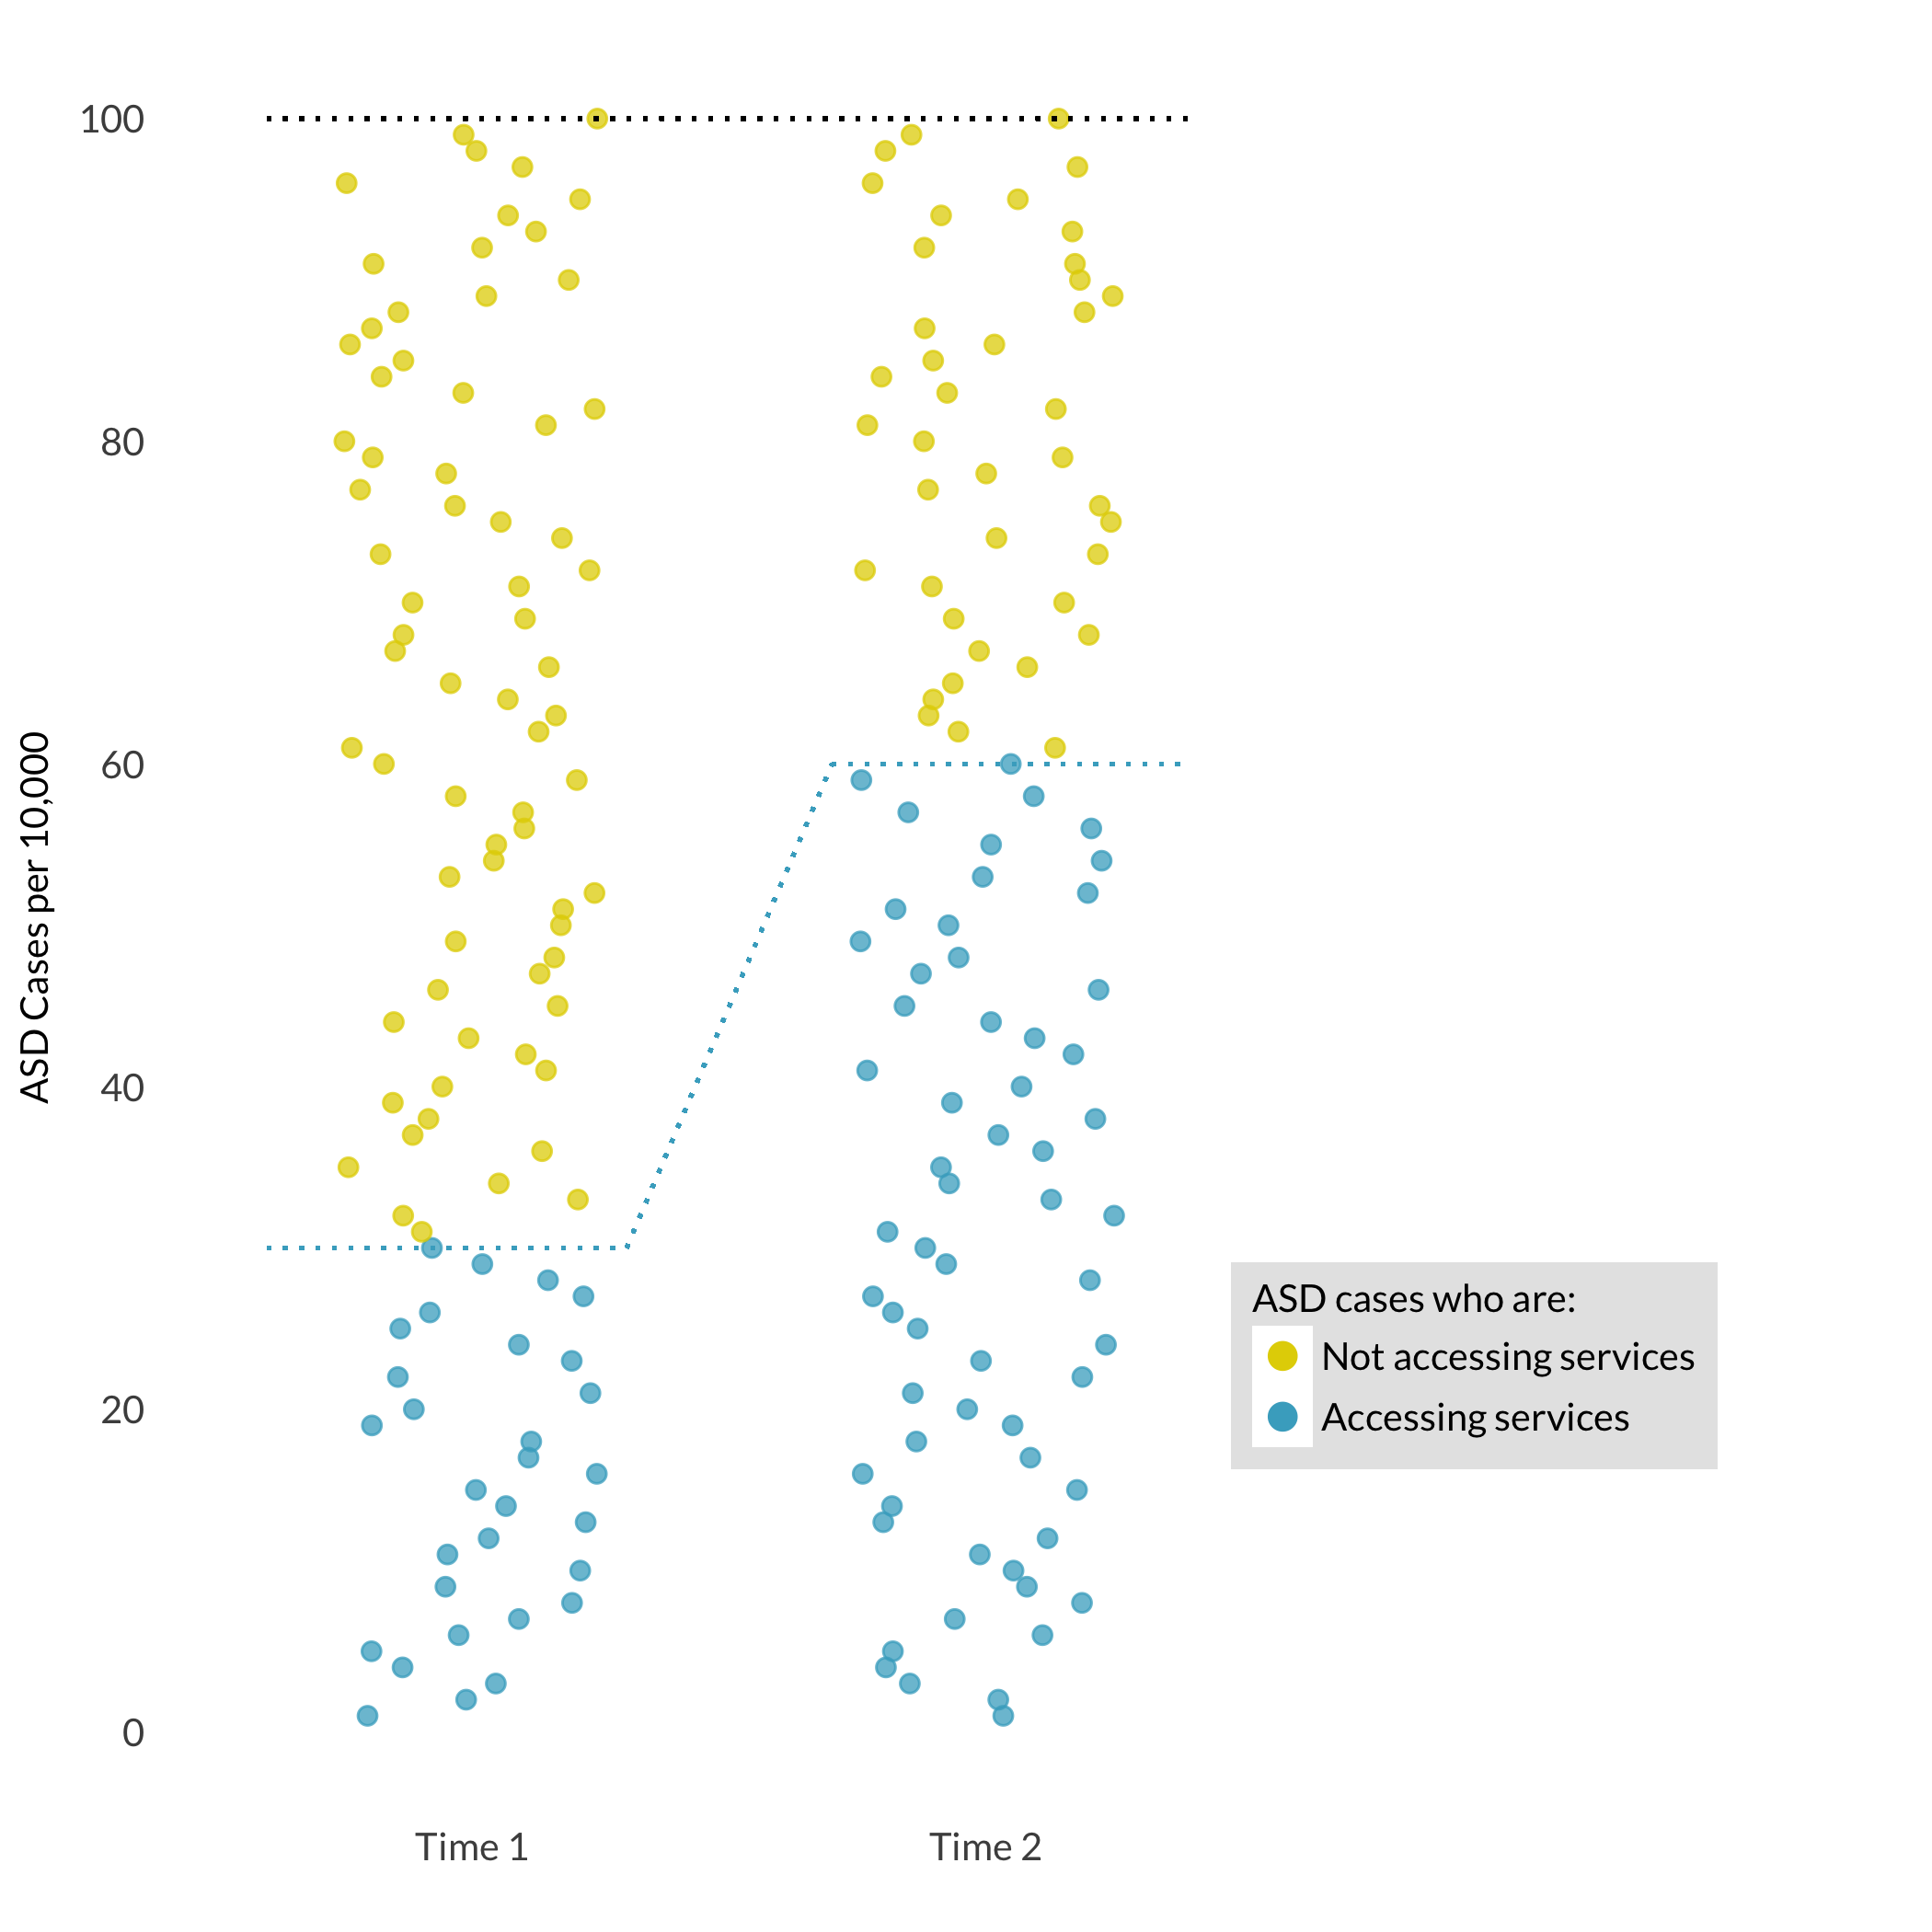 100
80
60
40
20
0
ASD Cases per 10,000
Time 1
Time 2
ASD cases who are:
Not accessing services
Accessing services